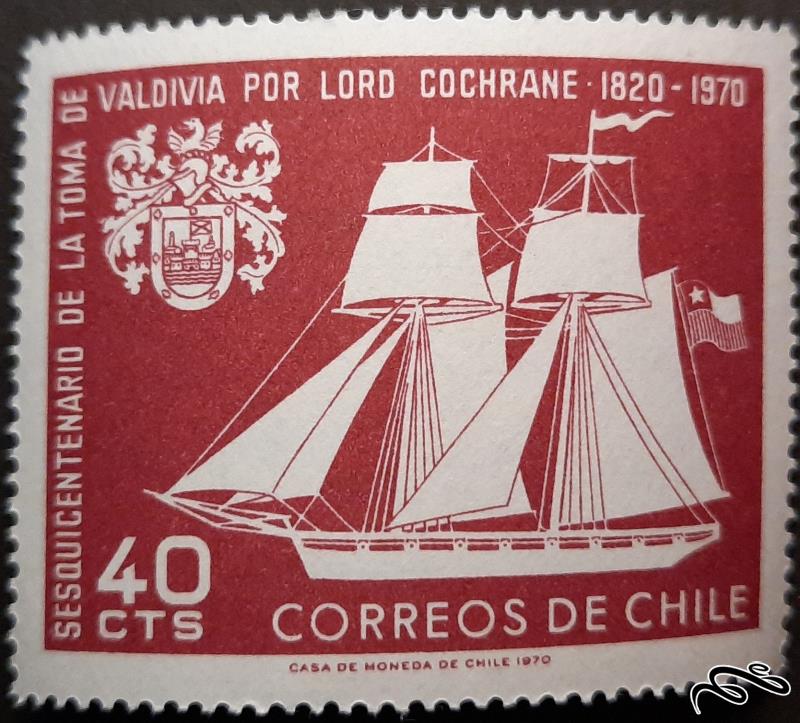 SESQUICENTENARIO DE LA TOMA DE
VALDIVIA POR LORD COCHRANE · 1820 - 1970
40
CTS
CORREOS DE CHILE
CASA DE MONEDA DE CHILE 1970